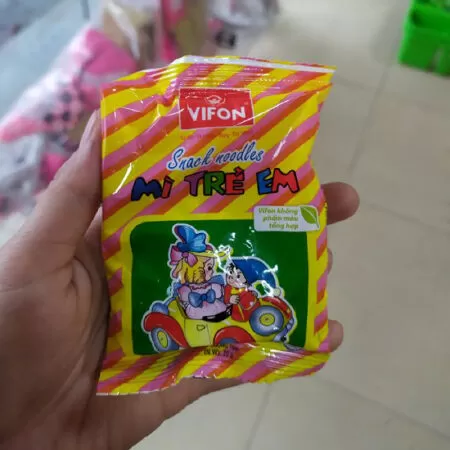 VIFON
Snack noodles
MÌ TRẺ EM
Vifon không
phẩm màu
tổng hợp